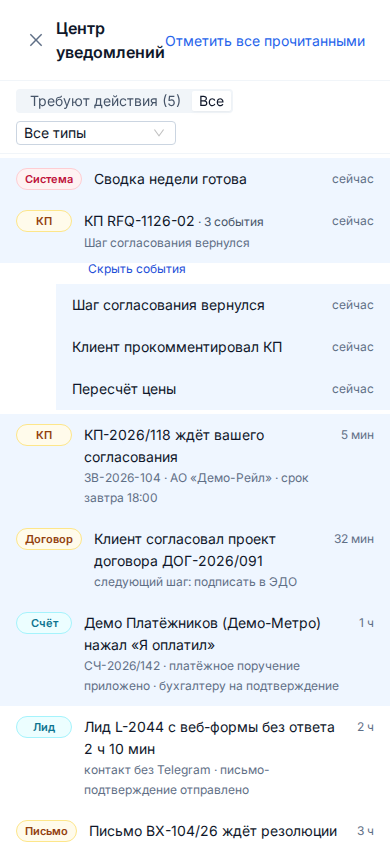 Центр
уведомлений
Отметить все прочитанными
Требуют действия (5) Все
Все типы
Система Сводка недели готова сейчас
КП КП RFQ-1126-02 · 3 события сейчас
Шаг согласования вернулся
Скрыть события
Шаг согласования вернулся сейчас
Клиент прокомментировал КП сейчас
Пересчёт цены сейчас
КП КП-2026/118 ждёт вашего 5 мин
согласования
ЗВ-2026-104 · АО «Демо-Рейл» · срок
завтра 18:00
Договор Клиент согласовал проект 32 мин
договора ДОГ-2026/091
следующий шаг: подписать в ЭДО
Счёт Демо Платёжников (Демо-Метро) 1 ч
нажал «Я оплатил»
СЧ-2026/142 · платёжное поручение
приложено · бухгалтеру на подтверждение
Лид Лид L-2044 с веб-формы без ответа 2 ч
2 ч 10 мин
контакт без Telegram · письмо-
подтверждение отправлено
Письмо Письмо ВХ-104/26 ждёт резолюции 3 ч